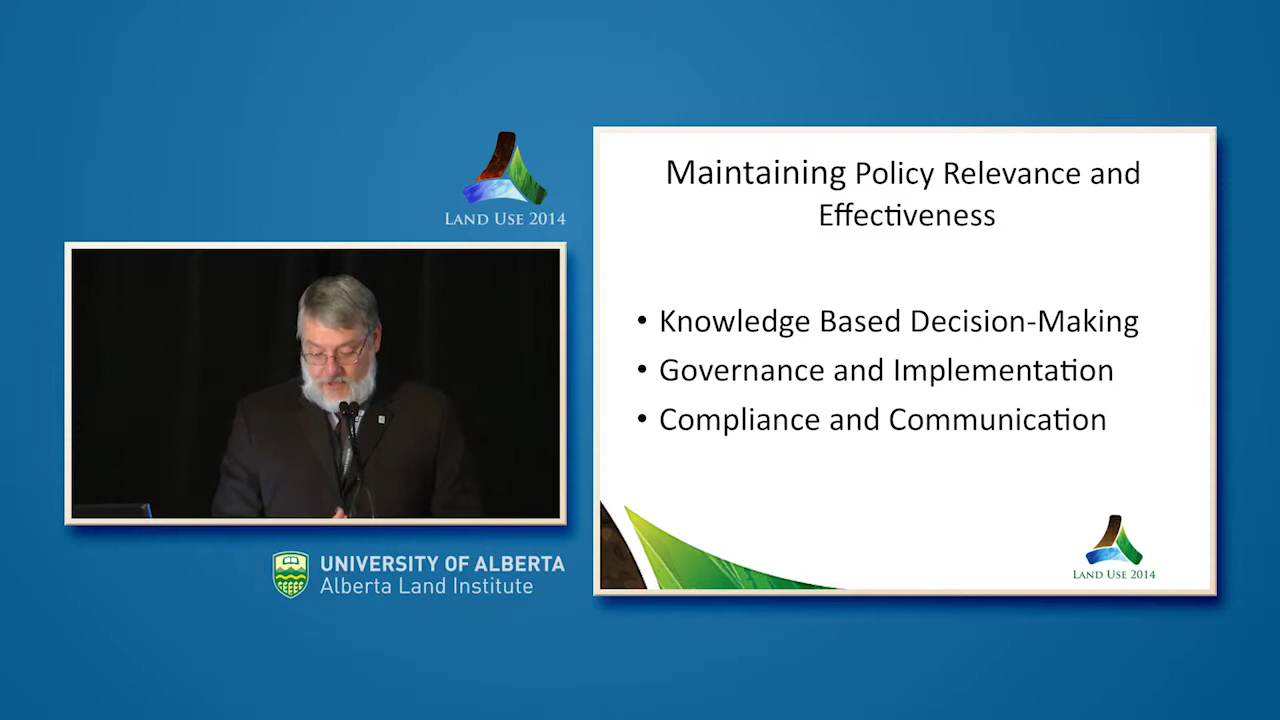 LAND USE 2014
UNIVERSITY OF ALBERTA
Alberta Land Institute
Maintaining Policy Relevance and
Effectiveness
• Knowledge Based Decision-Making
• Governance and Implementation
• Compliance and Communication
LAND USE 2014